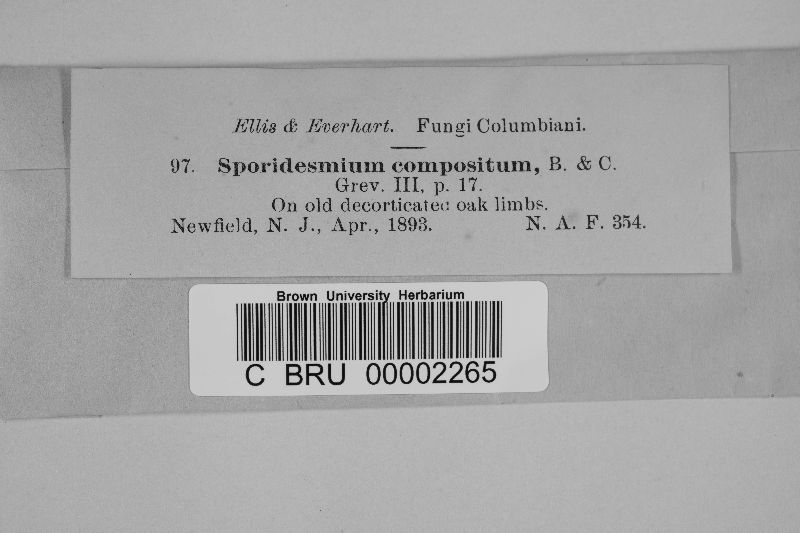 Ellis & Everhart. Fungi Columbiani.
97. Sporidesmium compositum, B. & C.
Grev. III, p. 17.
On old decorticated oak limbs.
Newfield, N. J., Apr., 1893. N. A. F. 354.
Brown University Herbarium
C BRU 00002265